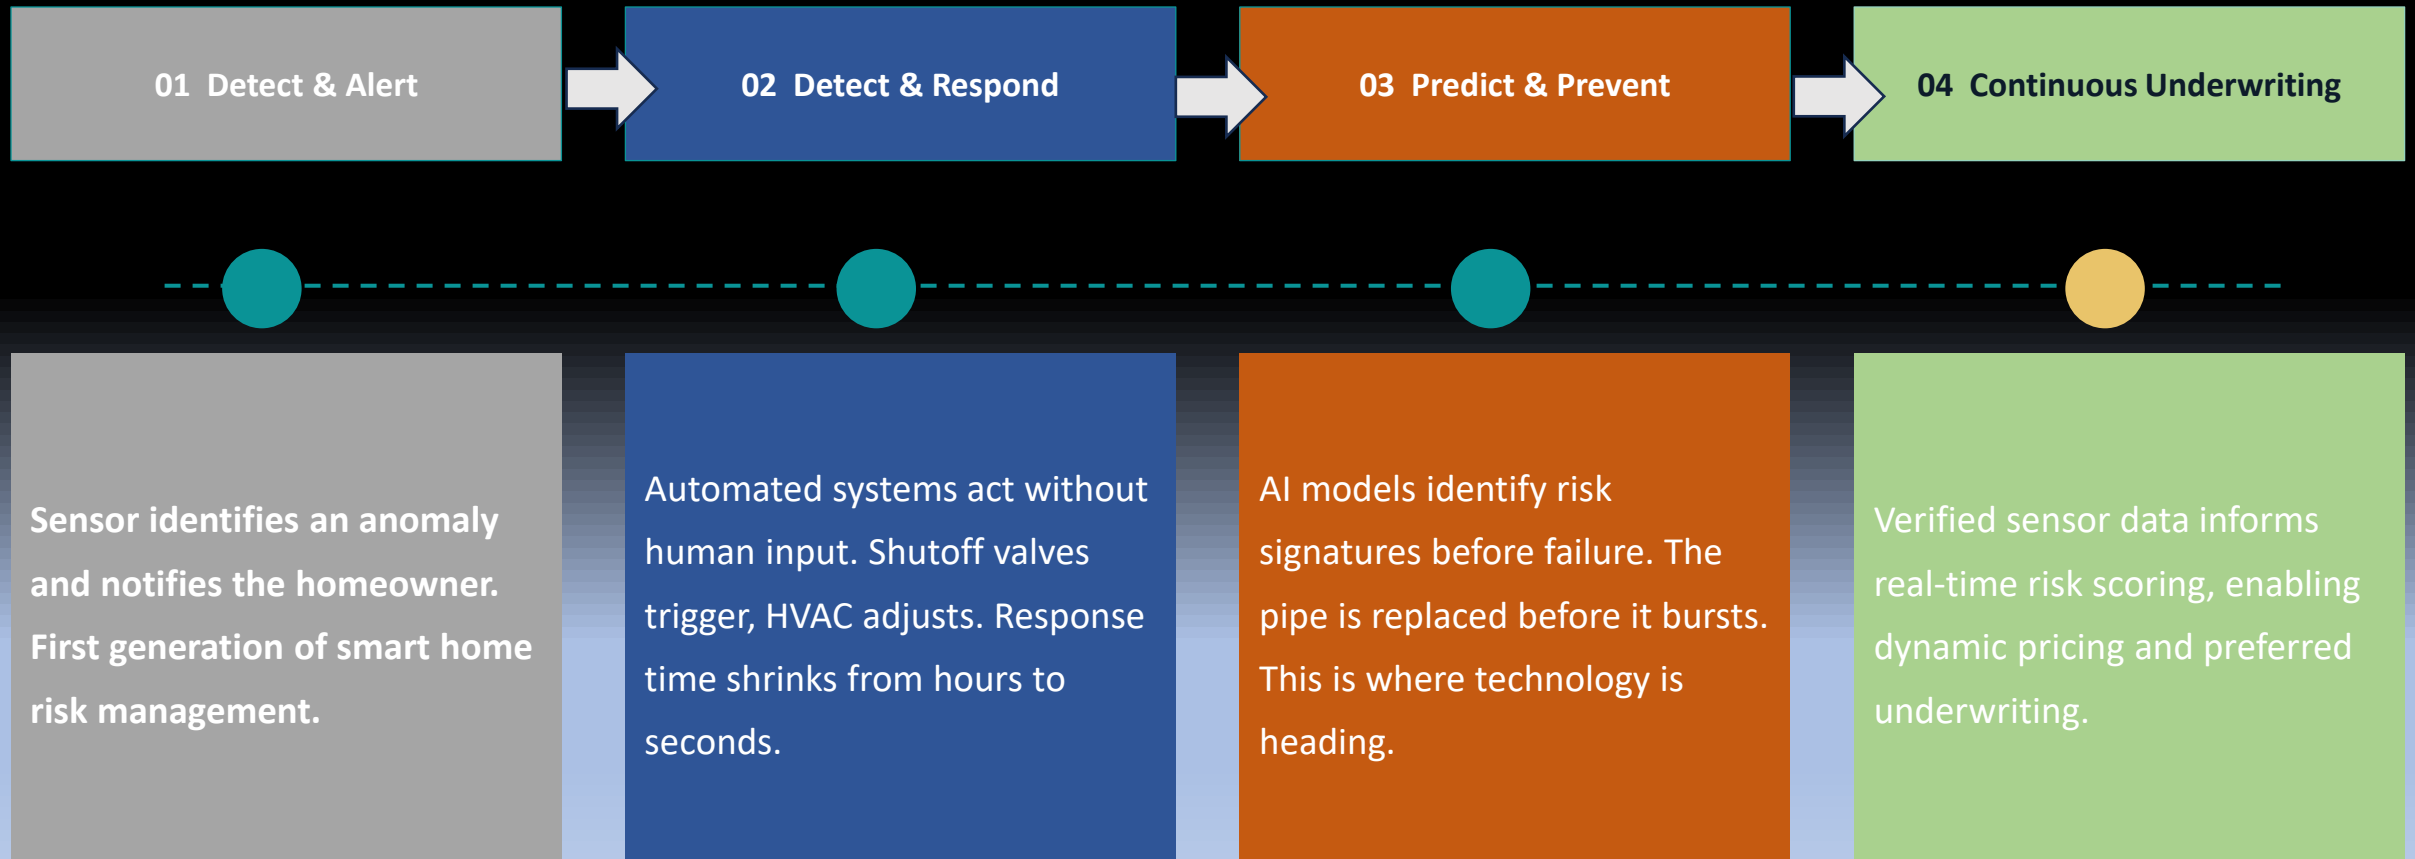 01 Detect & Alert
02 Detect & Respond
03 Predict & Prevent
04 Continuous Underwriting
Sensor identifies an anomaly
and notifies the homeowner.
First generation of smart home
risk management.
Automated systems act without
human input. Shutoff valves
trigger, HVAC adjusts. Response
time shrinks from hours to
seconds.
AI models identify risk
signatures before failure. The
pipe is replaced before it bursts.
This is where technology is
heading.
Verified sensor data informs
real-time risk scoring, enabling
dynamic pricing and preferred
underwriting.